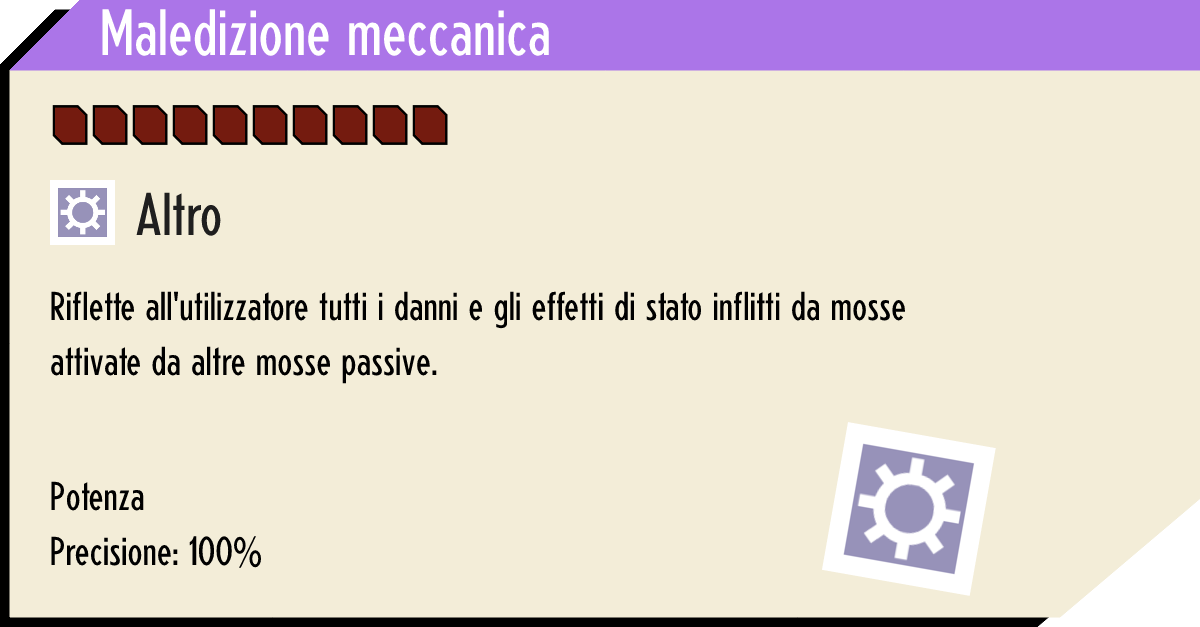 Maledizione meccanica
Altro
Riflette all'utilizzatore tutti i danni e gli effetti di stato inflitti da mosse
attivate da altre mosse passive.
Potenza
Precisione: 100%